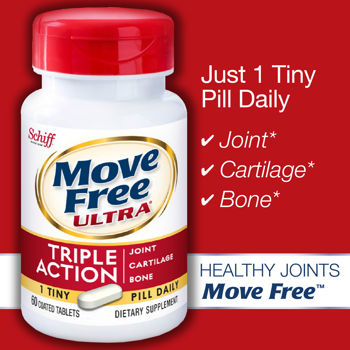 Schiff
Move
Free®
ULTRA
TRIPLE
ACTION
JOINT
CARTILAGE
BONE
1 TINY
PILL DAILY
60 COATED TABLETS
DIETARY SUPPLEMENT
Just 1 Tiny
Pill Daily
✔ Joint*
✔ Cartilage*
✔ Bone*
HEALTHY JOINTS
Move Free™